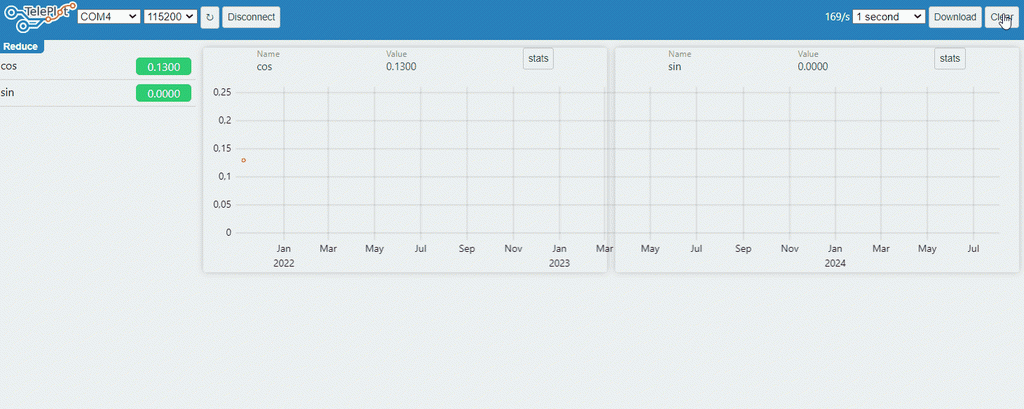 TelePlot COM4 115200 ↻ Disconnect 169/s 1 second Download Clear
Reduce
cos 0.1300
sin 0.0000
Name Value stats
cos 0.1300
0.25
0.2
0.15
0.1
0.05
0
Jan Mar May Jul Sep Nov Jan Mar
2022 2023
Name Value stats
sin 0.0000
May Jul Sep Nov Jan Mar May Jul
2024